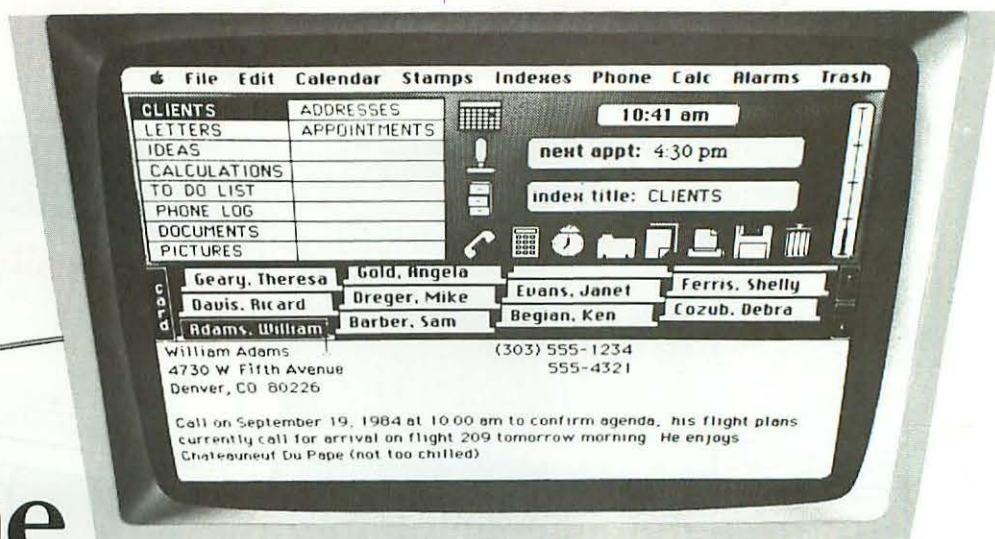 File Edit Calendar Stamps Indexes Phone Calc Alarms Trash
CLIENTS ADDRESSES
LETTERS APPOINTMENTS
IDEAS
CALCULATIONS
TO DO LIST
PHONE LOG
DOCUMENTS
PICTURES
10:41 am
next appt: 4:30 pm
index title: CLIENTS
card
Geary, Theresa Gold, Angela Ferris, Shelly
Davis, Ricard Dreger, Mike Evans, Janet Cozub, Debra
Adams, William Barber, Sam Begian, Ken
William Adams (303) 555-1234
4730 W Fifth Avenue 555-4321
Denver, CO 80226
Call on September 19, 1984 at 10:00 am to confirm agenda, his flight plans
currently call for arrival on flight 209 tomorrow morning He enjoys
Chateauneuf Du Pape (not too chilled)